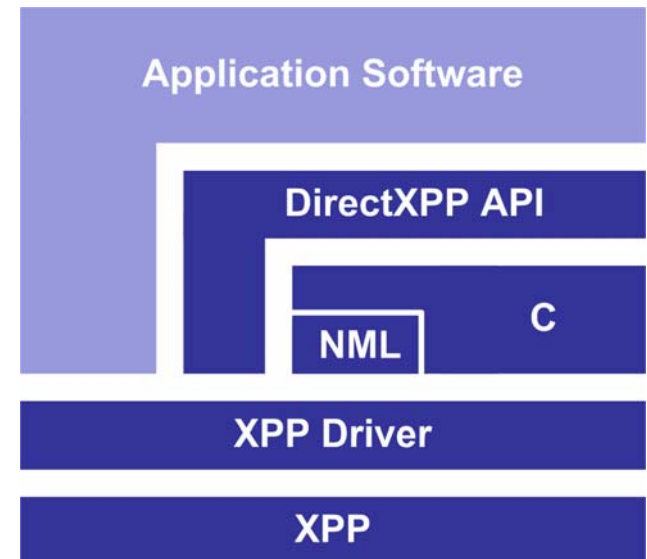 Application Software
DirectXPP API
C
NML
XPP Driver
XPP